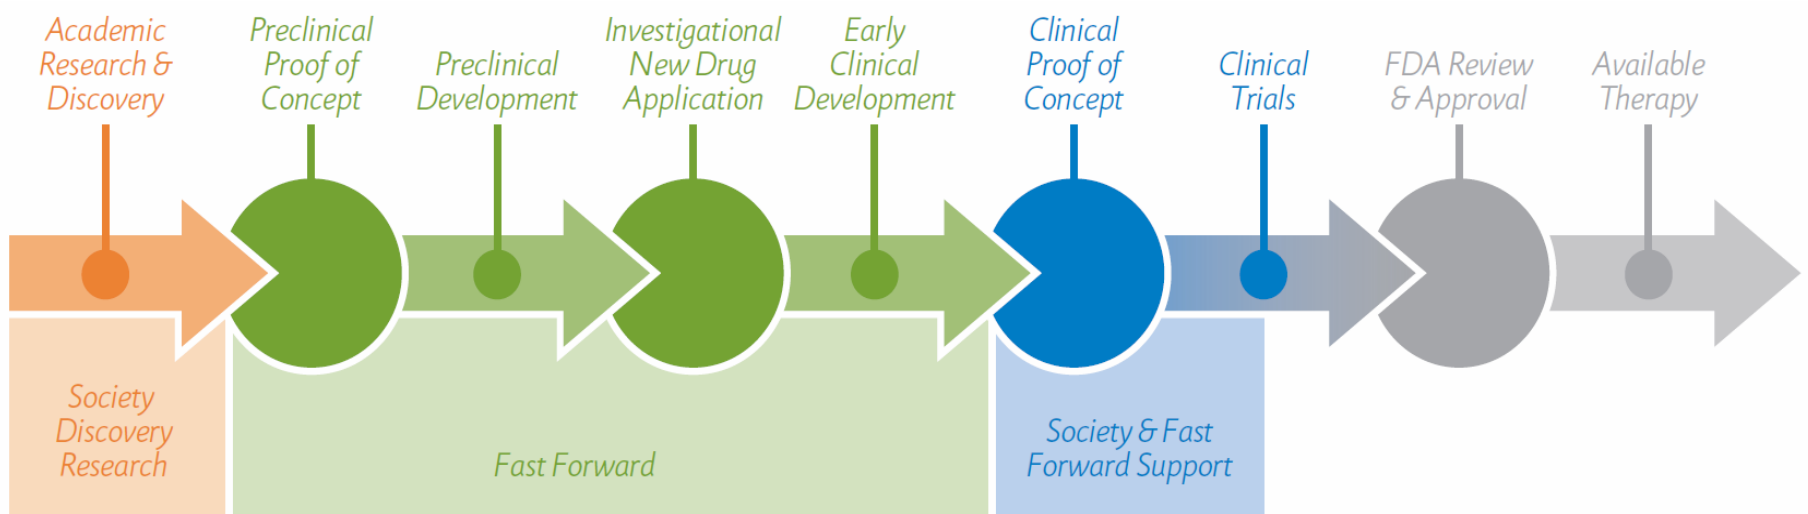 Academic
Research &
Discovery
Preclinical
Proof of
Concept
Preclinical
Development
Investigational
New Drug
Application
Early
Clinical
Development
Clinical
Proof of
Concept
Clinical
Trials
FDA Review
& Approval
Available
Therapy
Society
Discovery
Research
Fast Forward
Society & Fast
Forward Support